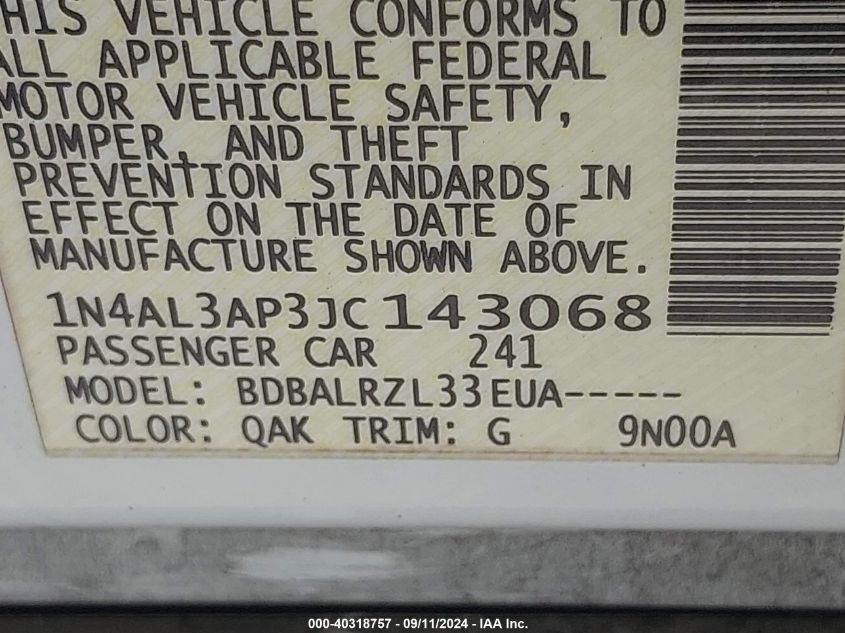 THIS VEHICLE CONFORMS TO
ALL APPLICABLE FEDERAL
MOTOR VEHICLE SAFETY,
BUMPER, AND THEFT
PREVENTION STANDARDS IN
EFFECT ON THE DATE OF
MANUFACTURE SHOWN ABOVE.
1N4AL3AP3JC143068
PASSENGER CAR 241
MODEL: BDBALRZL33EUA-----
COLOR: QAK TRIM: G 9N00A
000-40318757 - 09/11/2024 - IAA Inc.